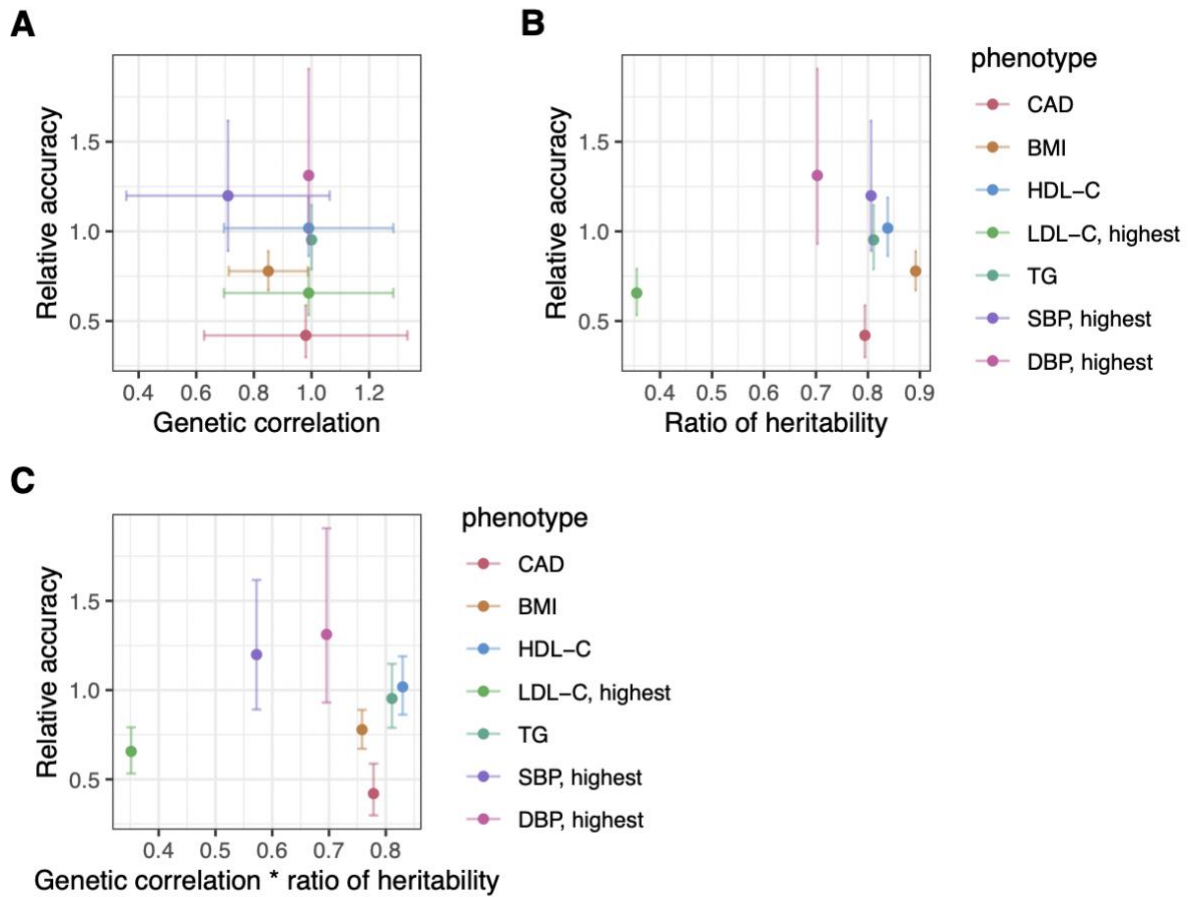 A
Relative accuracy
1.5
1.0
0.5
0.4 0.6 0.8 1.0 1.2
Genetic correlation
B
Relative accuracy
1.5
1.0
0.5
0.4 0.5 0.6 0.7 0.8 0.9
Ratio of heritability
phenotype
CAD
BMI
HDL−C
LDL−C, highest
TG
SBP, highest
DBP, highest
C
Relative accuracy
1.5
1.0
0.5
0.4 0.5 0.6 0.7 0.8
Genetic correlation * ratio of heritability
phenotype
CAD
BMI
HDL−C
LDL−C, highest
TG
SBP, highest
DBP, highest